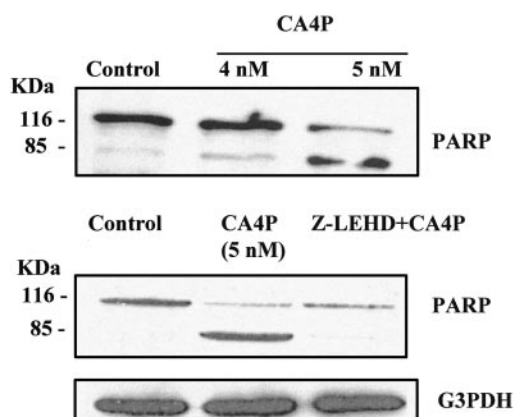 CA4P
Control 4 nM 5 nM
KDa
116 -
PARP
85 -
Control CA4P Z-LEHD+CA4P
(5 nM)
KDa
116 -
PARP
85 -
G3PDH